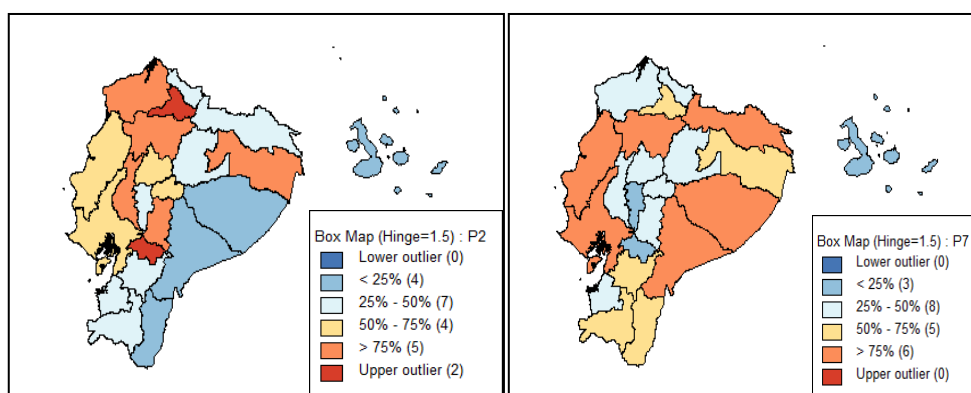 Box Map (Hinge=1.5) : P2
Lower outlier (0)
< 25% (4)
25% - 50% (7)
50% - 75% (4)
> 75% (5)
Upper outlier (2)
Box Map (Hinge=1.5) : P7
Lower outlier (0)
< 25% (3)
25% - 50% (8)
50% - 75% (5)
> 75% (6)
Upper outlier (0)